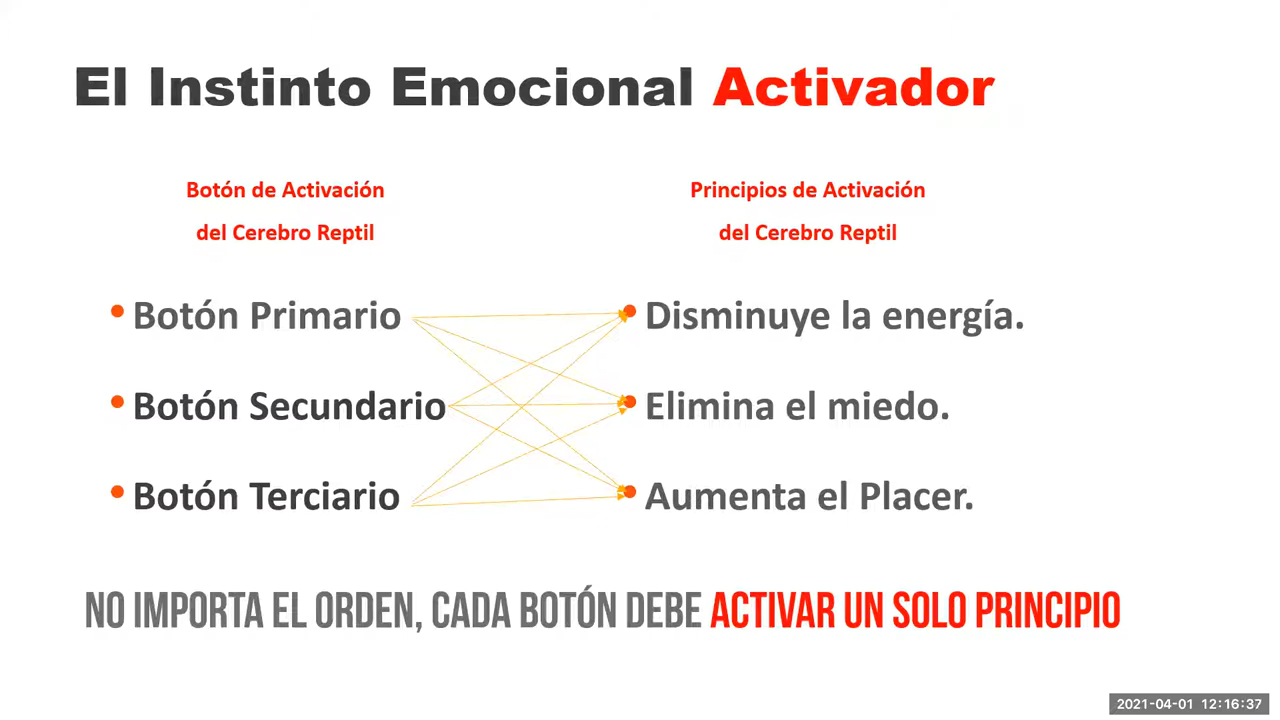 El Instinto Emocional Activador
Botón de Activación
del Cerebro Reptil
Principios de Activación
del Cerebro Reptil
• Botón Primario
• Botón Secundario
• Botón Terciario
• Disminuye la energía.
• Elimina el miedo.
• Aumenta el Placer.
NO IMPORTA EL ORDEN, CADA BOTÓN DEBE ACTIVAR UN SOLO PRINCIPIO
2021-04-01 12:16:37